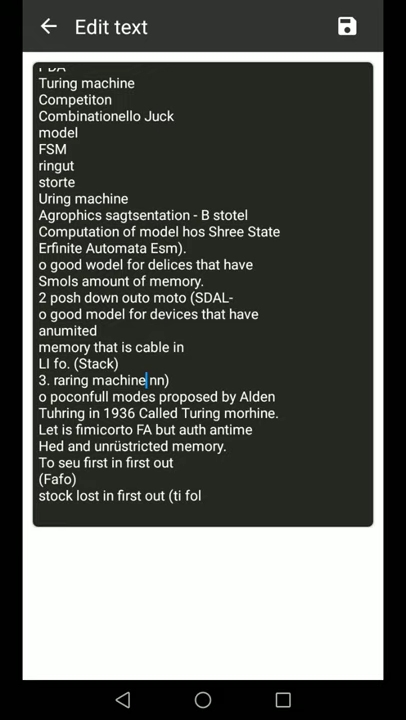 Edit text
PDA
Turing machine
Competiton
Combinationello Juck
model
FSM
ringut
storte
Uring machine
Agrophics sagtsentation - B stotel
Computation of model hos Shree State
Erfinite Automata Esm).
o good wodel for delices that have
Smols amount of memory.
2 posh down outo moto (SDAL-
o good model for devices that have
anumited
memory that is cable in
Ll fo. (Stack)
3. raring machine nn)
o poconfull modes proposed by Alden
Tuhring in 1936 Called Turing morhine.
Let is fimicorto FA but auth antime
Hed and unrüstricted memory.
To seu first in first out
(Fafo)
stock lost in first out (ti fol